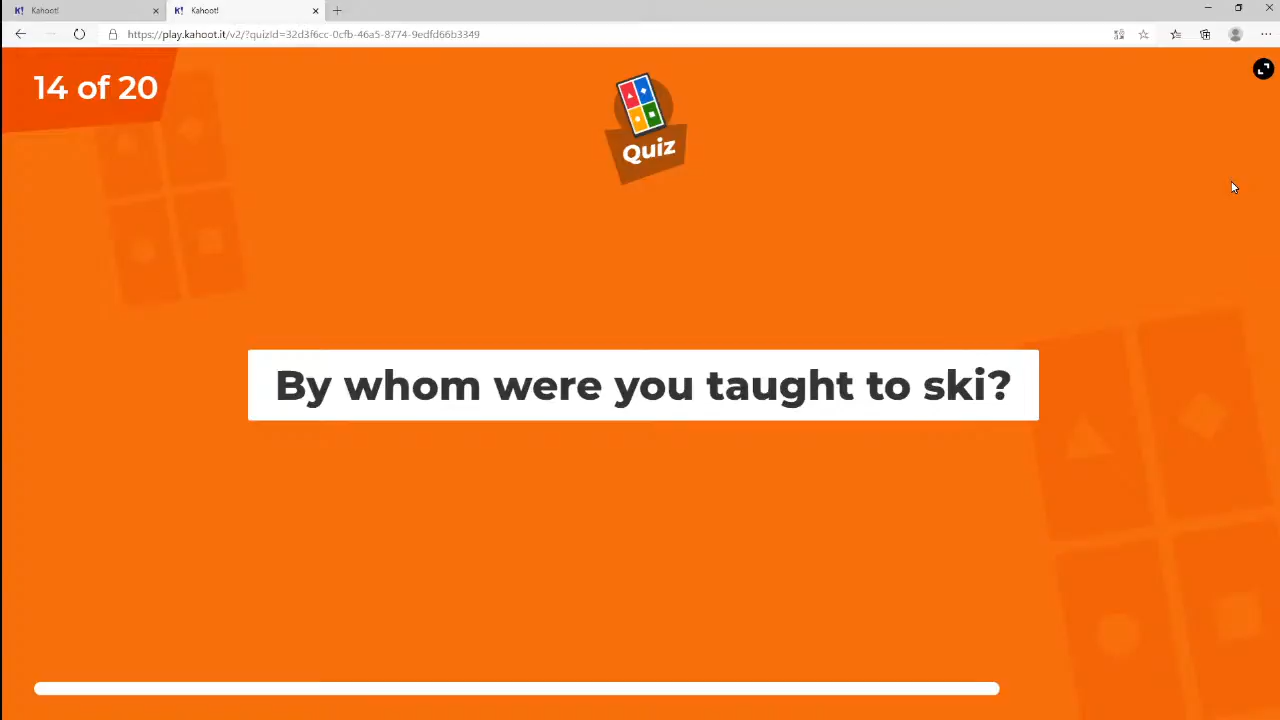 Kahoot!
Kahoot!
https://play.kahoot.it/v2/?quizId=32d3f6cc-0cfb-46a5-8774-9edfd66b3349
14 of 20
Quiz
By whom were you taught to ski?